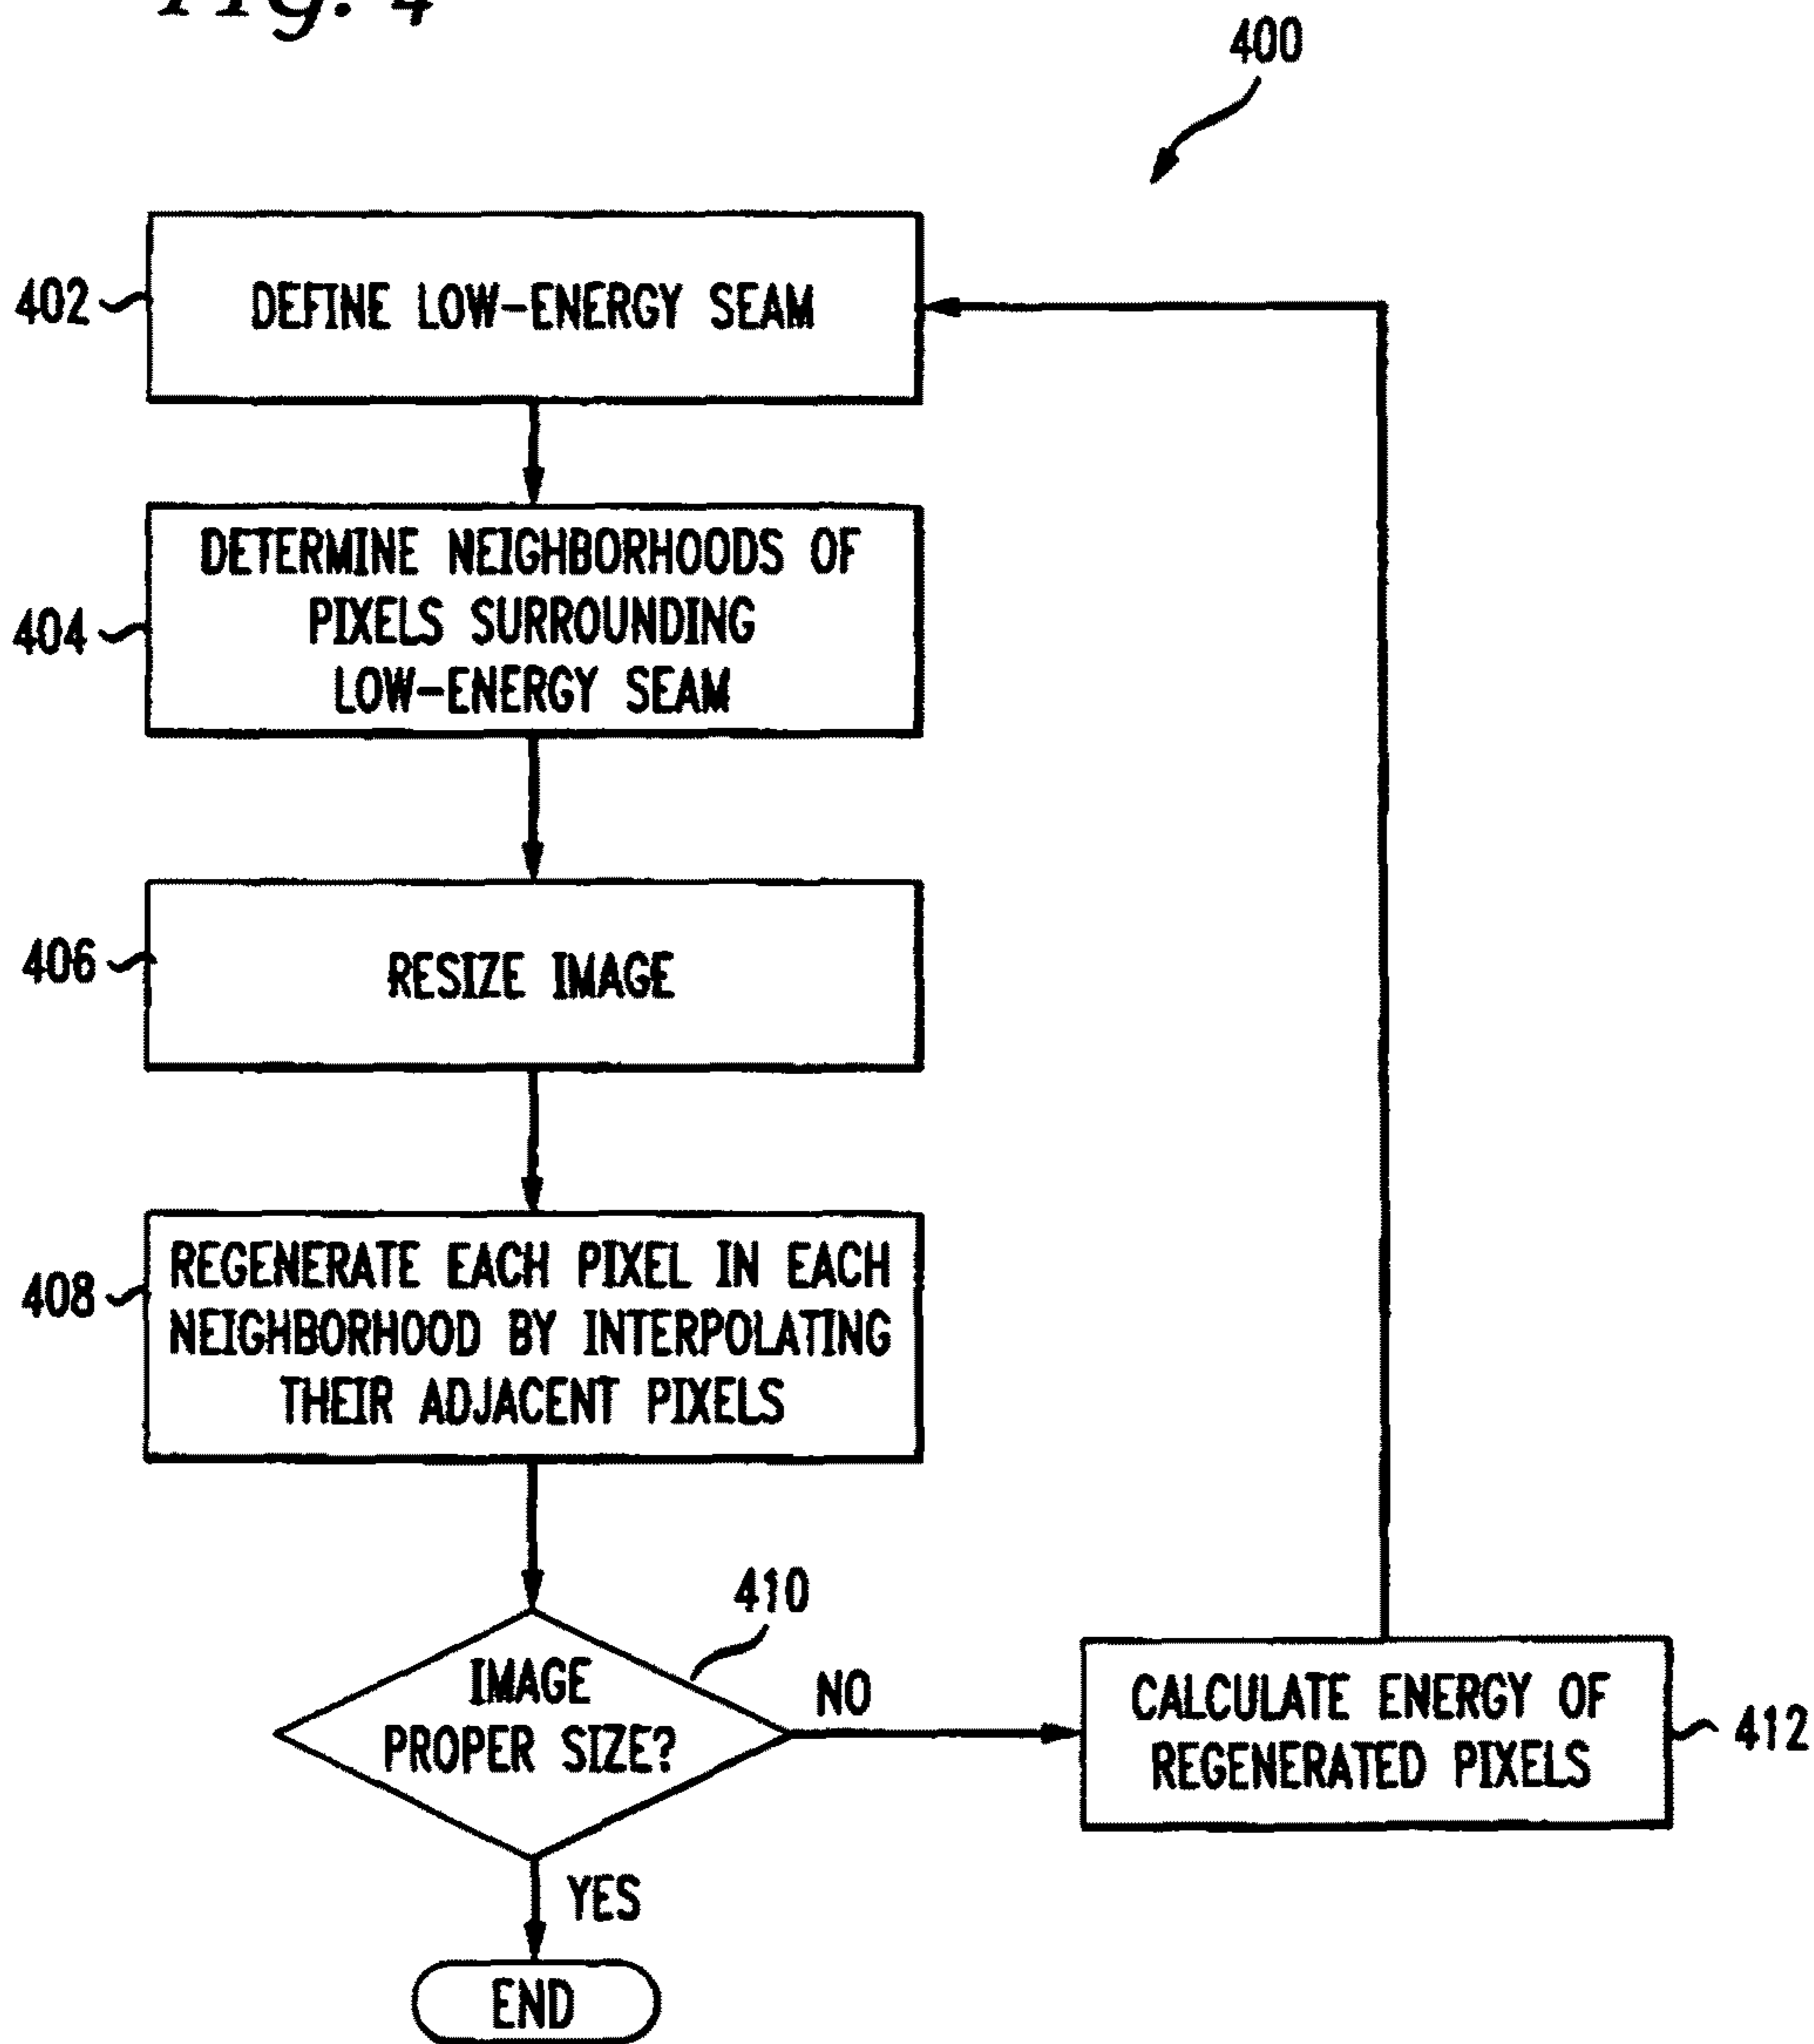 FIG. 4
400
402
DEFINE LOW-ENERGY SEAM
404
DETERMINE NEIGHBORHOODS OF
PIXELS SURROUNDING
LOW-ENERGY SEAM
406
RESIZE IMAGE
408
REGENERATE EACH PIXEL IN EACH
NEIGHBORHOOD BY INTERPOLATING
THEIR ADJACENT PIXELS
410
IMAGE
PROPER SIZE?
NO
CALCULATE ENERGY OF
REGENERATED PIXELS
412
YES
END